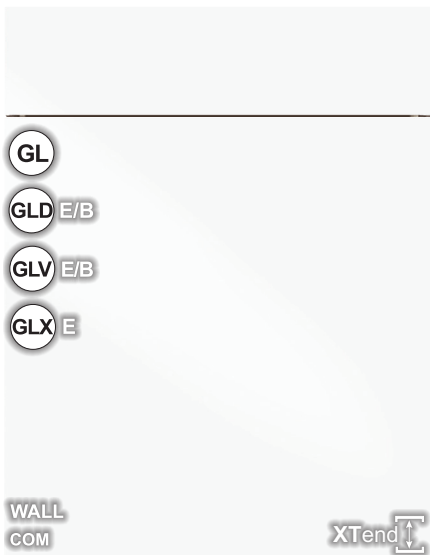 GL
GLD E/B
GLV E/B
GLX E
WALL
COM
XTend